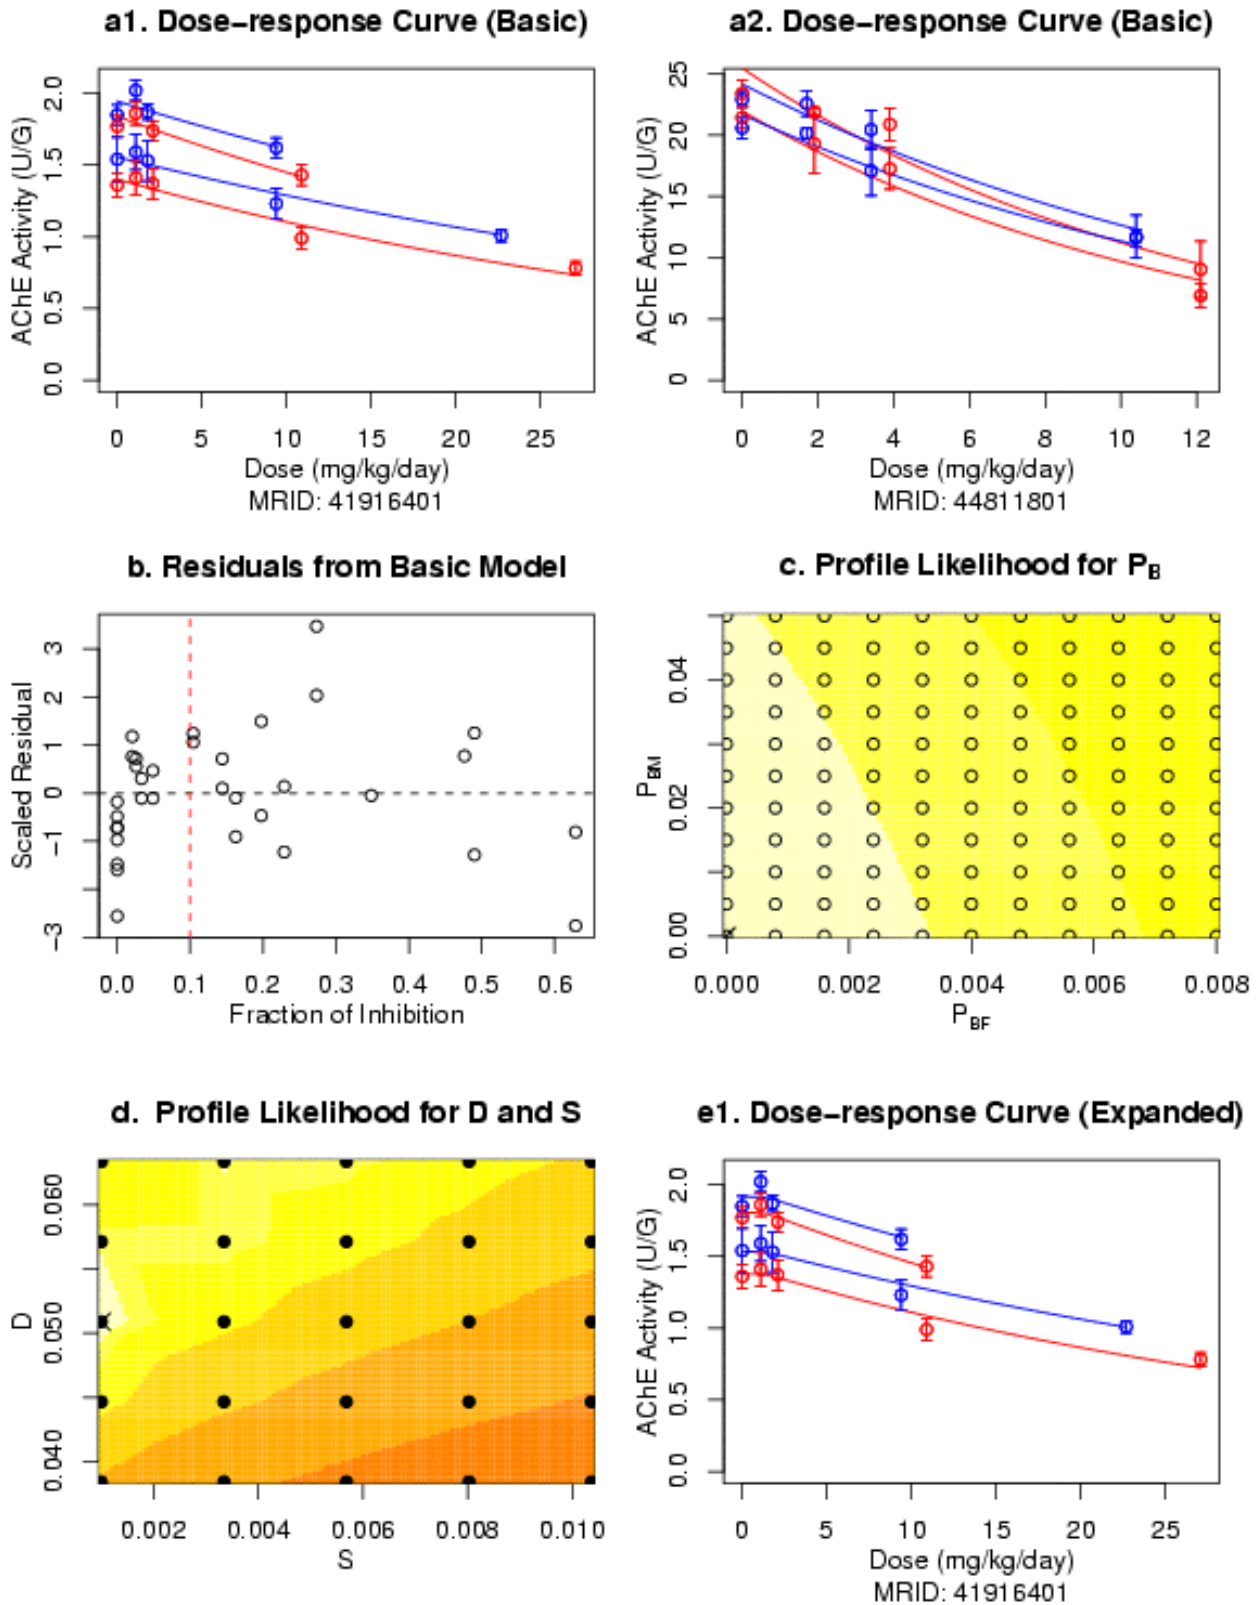 a1. Dose−response Curve (Basic)
AChE Activity (U/G)
0.0 0.5 1.0 1.5 2.0
0 5 10 15 20 25
Dose (mg/kg/day)
MRID: 41916401
a2. Dose−response Curve (Basic)
AChE Activity (U/G)
0 5 10 15 20 25
0 2 4 6 8 10 12
Dose (mg/kg/day)
MRID: 44811801
b. Residuals from Basic Model
Scaled Residual
−3 −1 0 1 2 3
0.0 0.1 0.2 0.3 0.4 0.5 0.6
Fraction of Inhibition
c. Profile Likelihood for PB
PBM
0.00 0.02 0.04
0.000 0.002 0.004 0.006 0.008
PBF
d. Profile Likelihood for D and S
D
0.040 0.050 0.060
0.002 0.004 0.006 0.008 0.010
S
e1. Dose−response Curve (Expanded)
AChE Activity (U/G)
0.0 0.5 1.0 1.5 2.0
0 5 10 15 20 25
Dose (mg/kg/day)
MRID: 41916401